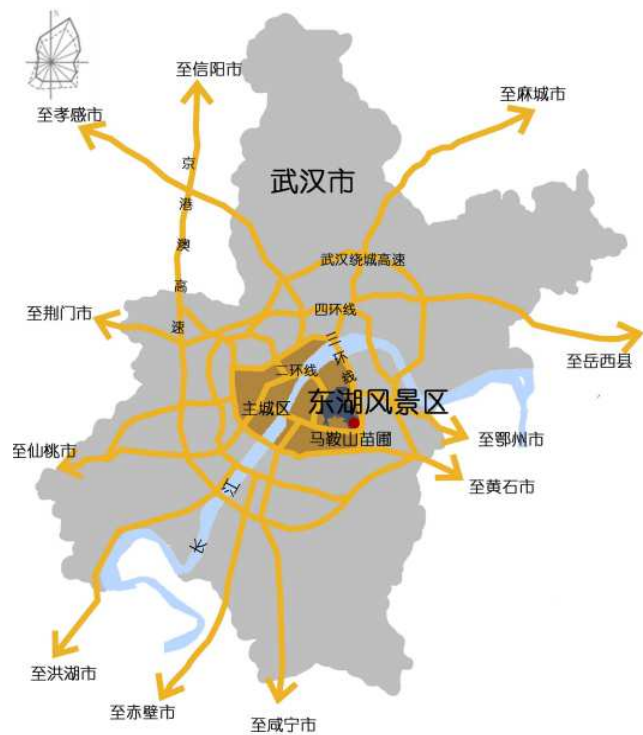 至信阳市
至麻城市
至孝感市
京港澳高速
武汉市
武汉绕城高速
至荆门市
四环线
三环线
至岳西县
二环线
东湖风景区
主城区
马鞍山苗圃
至鄂州市
至仙桃市
至黄石市
长江
至洪湖市
至赤壁市
至咸宁市